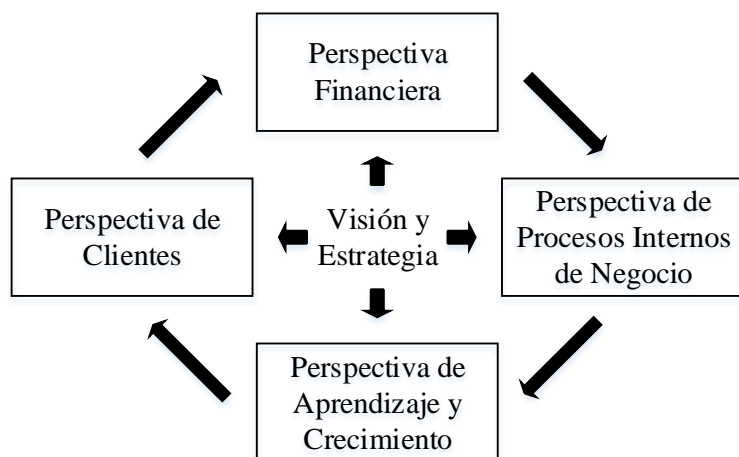 Perspectiva
Financiera
Perspectiva de
Clientes
Visión y
Estrategia
Perspectiva de
Procesos Internos
de Negocio
Perspectiva de
Aprendizaje y
Crecimiento